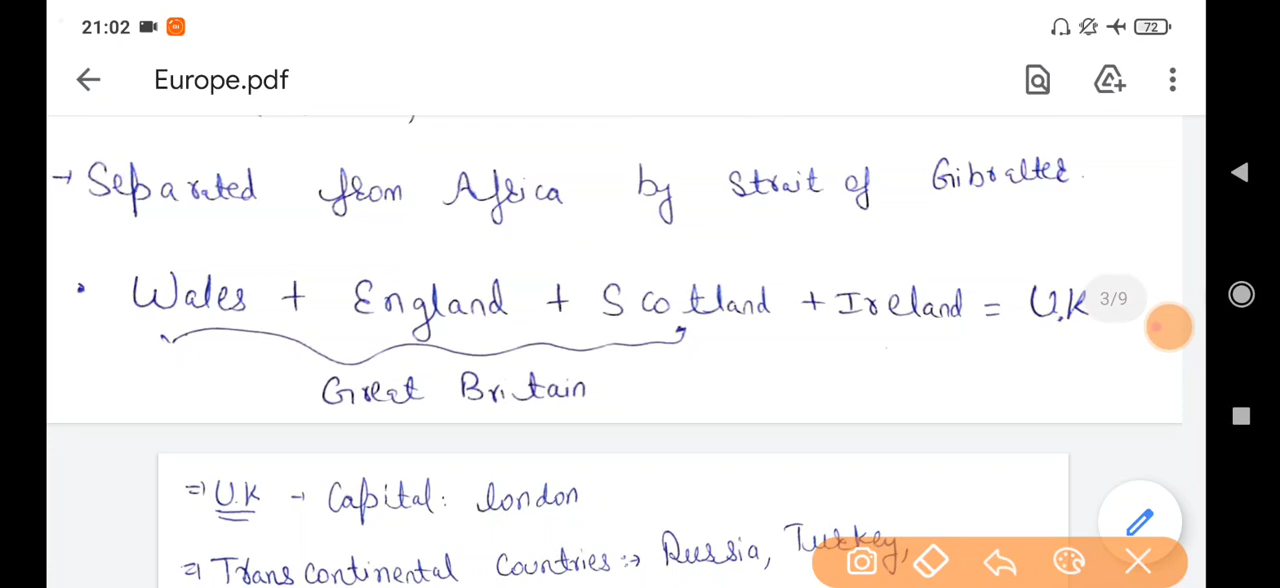 21:02 72
Europe.pdf
→ Separated from Africa by Strait of Gibralter.
• Wales + England + Scotland + Ireland = U.K 3/9
Great Britain
⇒ U.K → Capital: london
⇒ Trans continental Countries :→ Russia, Turkey,